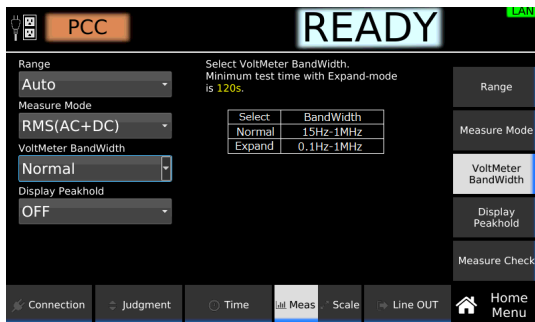 PCC
READY
LAN
Range
Auto
Measure Mode
RMS(AC+DC)
VoltMeter BandWidth
Normal
Display Peakhold
OFF
Select VoltMeter BandWidth.
Minimum test time with Expand-mode
is 120s.
Select BandWidth
Normal 15Hz-1MHz
Expand 0.1Hz-1MHz
Range
Measure Mode
VoltMeter
BandWidth
Display
Peakhold
Measure Check
Connection
Judgment
Time
Meas
Scale
Line OUT
Home
Menu